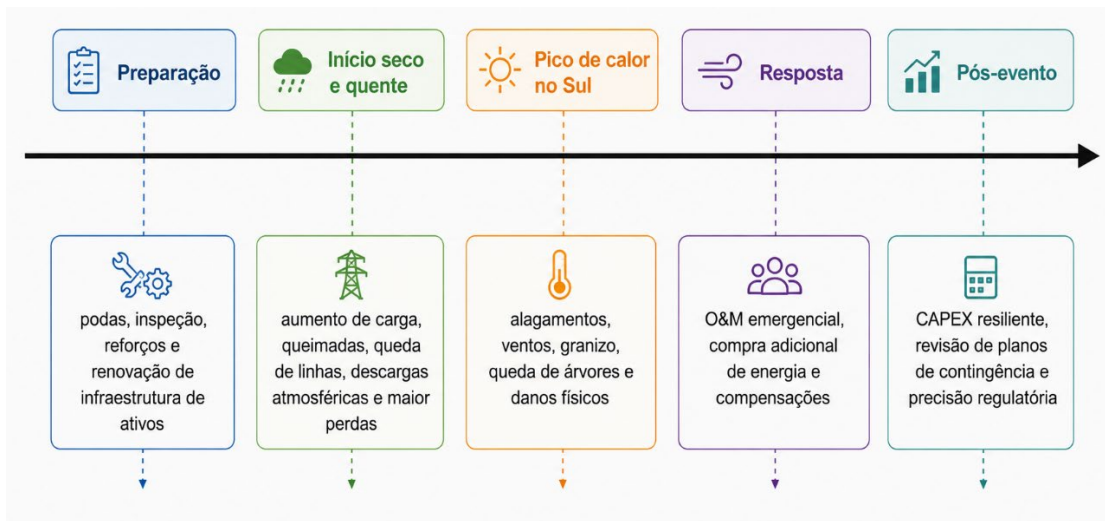 Preparação
Início seco
e quente
Pico de calor
no Sul
Resposta
Pós-evento
podas, inspeção,
reforços e
renovação de
infraestrutura de
ativos
aumento de carga,
queimadas, queda
de linhas, descargas
atmosféricas e maior
perdas
alagamentos,
ventos, granizo,
queda de árvores e
danos físicos
O&M emergencial,
compra adicional
de energia e
compensações
CAPEX resiliente,
revisão de planos
de contingência e
precisão regulatória